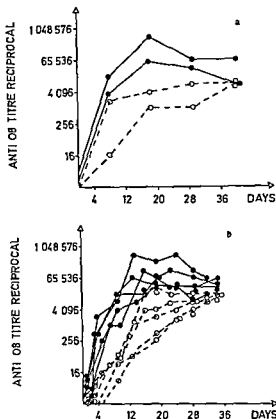 a
1 048 576
65 536
4 096
256
16
ANTI O8 TITRE RECIPROCAL
4 12 20 28 36 DAYS
b
1 048 576
65 536
4 096
256
16
ANTI O8 TITRE RECIPROCAL
4 12 20 28 36 DAYS